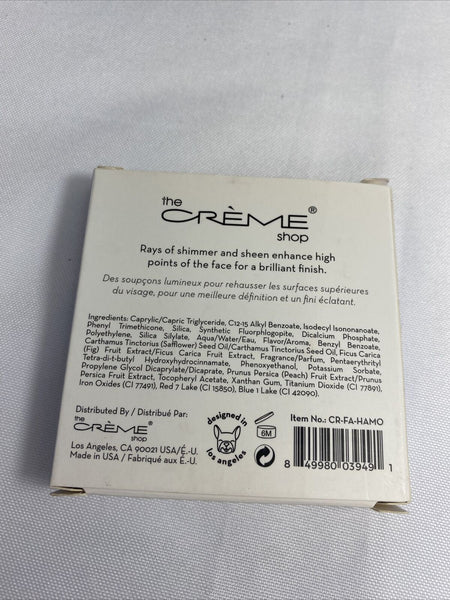 the
CRÈME®
shop
Rays of shimmer and sheen enhance high
points of the face for a brilliant finish.
Des soupçons lumineux pour rehausser les surfaces supérieures
du visage, pour une meilleure définition et un fini éclatant.
Ingredients: Caprylic/Capric Triglyceride, C12-15 Alkyl Benzoate, Isodecyl Isononanoate,
Phenyl Trimethicone, Silica, Synthetic Fluorphlogopite, Dicalcium Phosphate,
Polyethylene, Silica Silylate, Aqua/Water/Eau, Flavor/Aroma, Benzyl Benzoate,
Carthamus Tinctorius (Safflower) Seed Oil/Carthamus Tinctorius Seed Oil, Ficus Carica
(Fig) Fruit Extract/Ficus Carica Fruit Extract, Fragrance/Parfum, Pentaerythrityl
Tetra-di-t-butyl Hydroxyhydrocinnamate, Phenoxyethanol, Potassium Sorbate,
Propylene Glycol Dicaprylate/Dicaprate, Prunus Persica (Peach) Fruit Extract/Prunus
Persica Fruit Extract, Tocopheryl Acetate, Xanthan Gum, Titanium Dioxide (CI 77891),
Iron Oxides (CI 77491), Red 7 Lake (CI 15850), Blue 1 Lake (CI 42090).
Distributed By / Distribué Par:
the
CRÈME
shop
Los Angeles, CA 90021 USA/É.-U.
Made in USA / Fabriqué aux É.-U.
designed in
los angeles
6M
Item No.: CR-FA-HAMO
8 49980 03949 1